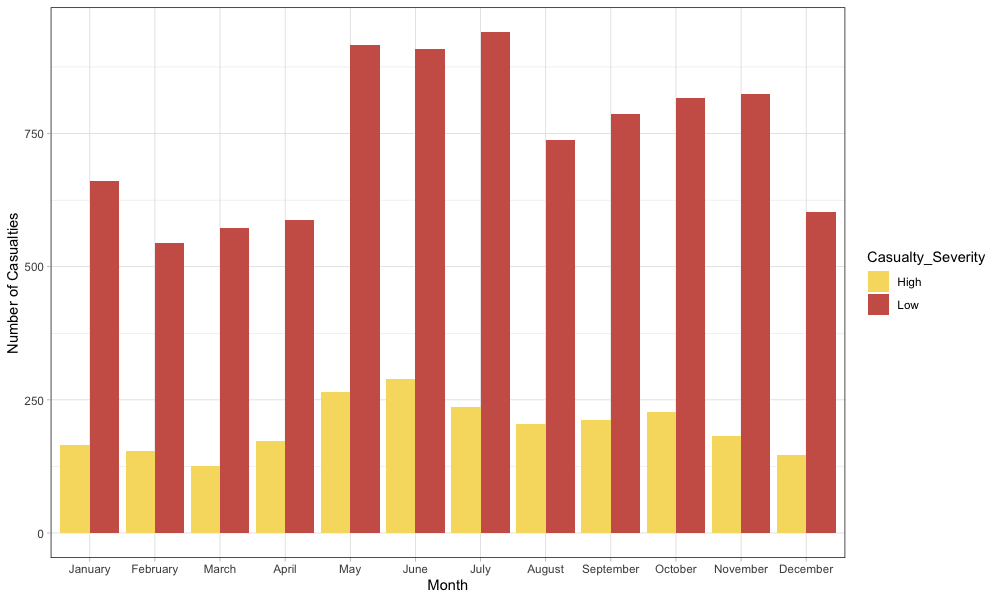 750
500
250
0
Number of Casualties
January February March April May June July August September October November December
Month
Casualty_Severity
High
Low